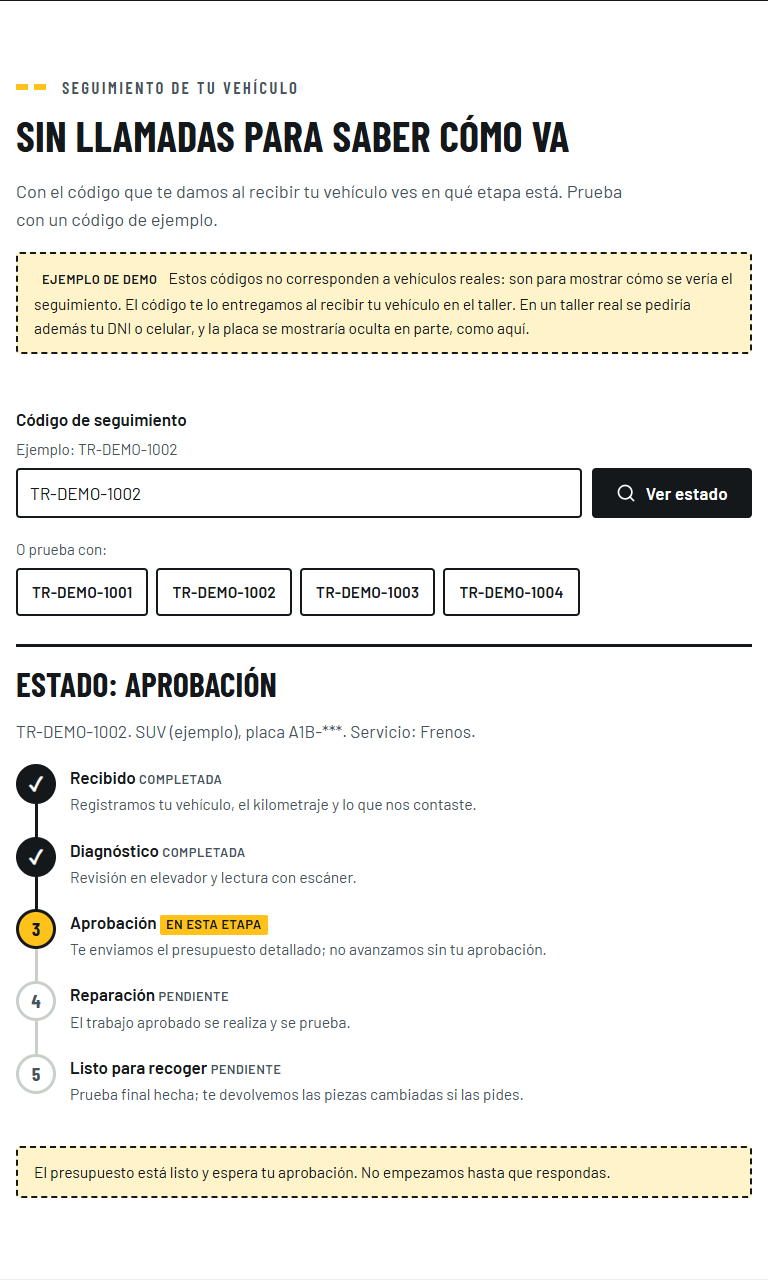 SEGUIMIENTO DE TU VEHÍCULO
SIN LLAMADAS PARA SABER CÓMO VA
Con el código que te damos al recibir tu vehículo ves en qué etapa está. Prueba
con un código de ejemplo.
EJEMPLO DE DEMO Estos códigos no corresponden a vehículos reales: son para mostrar cómo se vería el
seguimiento. El código te lo entregamos al recibir tu vehículo en el taller. En un taller real se pediría
además tu DNI o celular, y la placa se mostraría oculta en parte, como aquí.
Código de seguimiento
Ejemplo: TR-DEMO-1002
TR-DEMO-1002
Ver estado
O prueba con:
TR-DEMO-1001 TR-DEMO-1002 TR-DEMO-1003 TR-DEMO-1004
ESTADO: APROBACIÓN
TR-DEMO-1002. SUV (ejemplo), placa A1B-***. Servicio: Frenos.
Recibido COMPLETADA
Registramos tu vehículo, el kilometraje y lo que nos contaste.
Diagnóstico COMPLETADA
Revisión en elevador y lectura con escáner.
3 Aprobación EN ESTA ETAPA
Te enviamos el presupuesto detallado; no avanzamos sin tu aprobación.
4 Reparación PENDIENTE
El trabajo aprobado se realiza y se prueba.
5 Listo para recoger PENDIENTE
Prueba final hecha; te devolvemos las piezas cambiadas si las pides.
El presupuesto está listo y espera tu aprobación. No empezamos hasta que respondas.